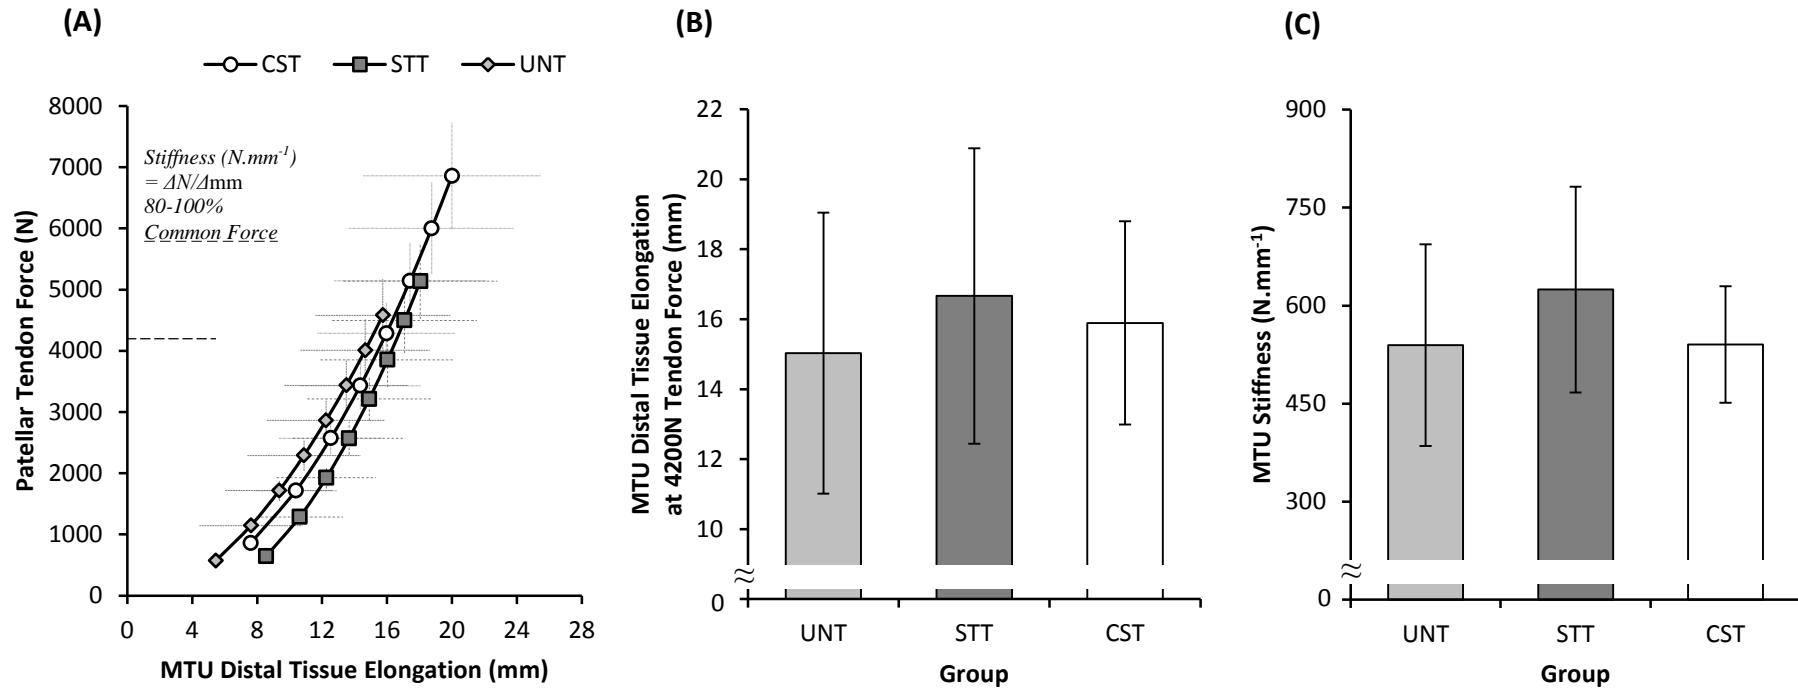 (A)
CST STT UNT
8000
7000
6000
5000
4000
3000
2000
1000
0
Patellar Tendon Force (N)
Stiffness (N.mm-1)
= ΔN/Δmm
80-100%
Common Force
0 4 8 12 16 20 24 28
MTU Distal Tissue Elongation (mm)
(B)
22
20
18
16
14
12
10
0
MTU Distal Tissue Elongation
at 4200N Tendon Force (mm)
UNT STT CST
Group
(C)
900
750
600
450
300
0
MTU Stiffness (N.mm-1)
UNT STT CST
Group